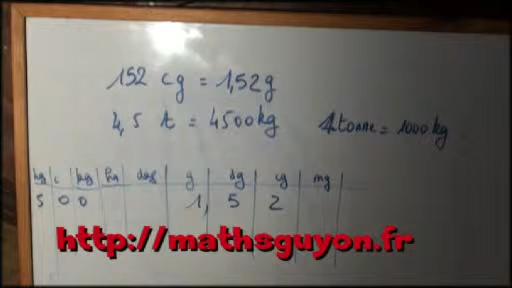 152 cg = 1,52g
4,5 t = 4500kg 1 tonne = 1000 kg
kg hg dag g dg cg mg
5 0 0 1, 5 2
http://mathsguyon.fr